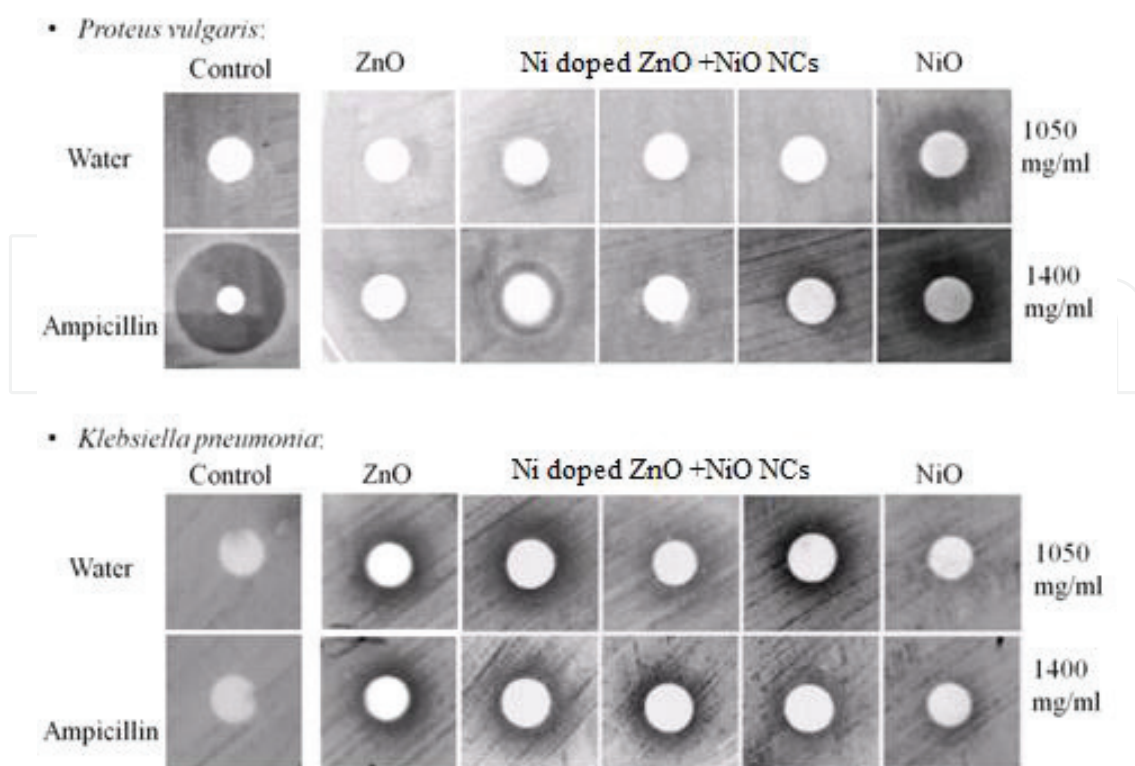 • Proteus vulgaris:
Control ZnO Ni doped ZnO +NiO NCs NiO
Water 1050 mg/ml
Ampicillin 1400 mg/ml
• Klebsiella pneumonia:
Control ZnO Ni doped ZnO +NiO NCs NiO
Water 1050 mg/ml
Ampicillin 1400 mg/ml